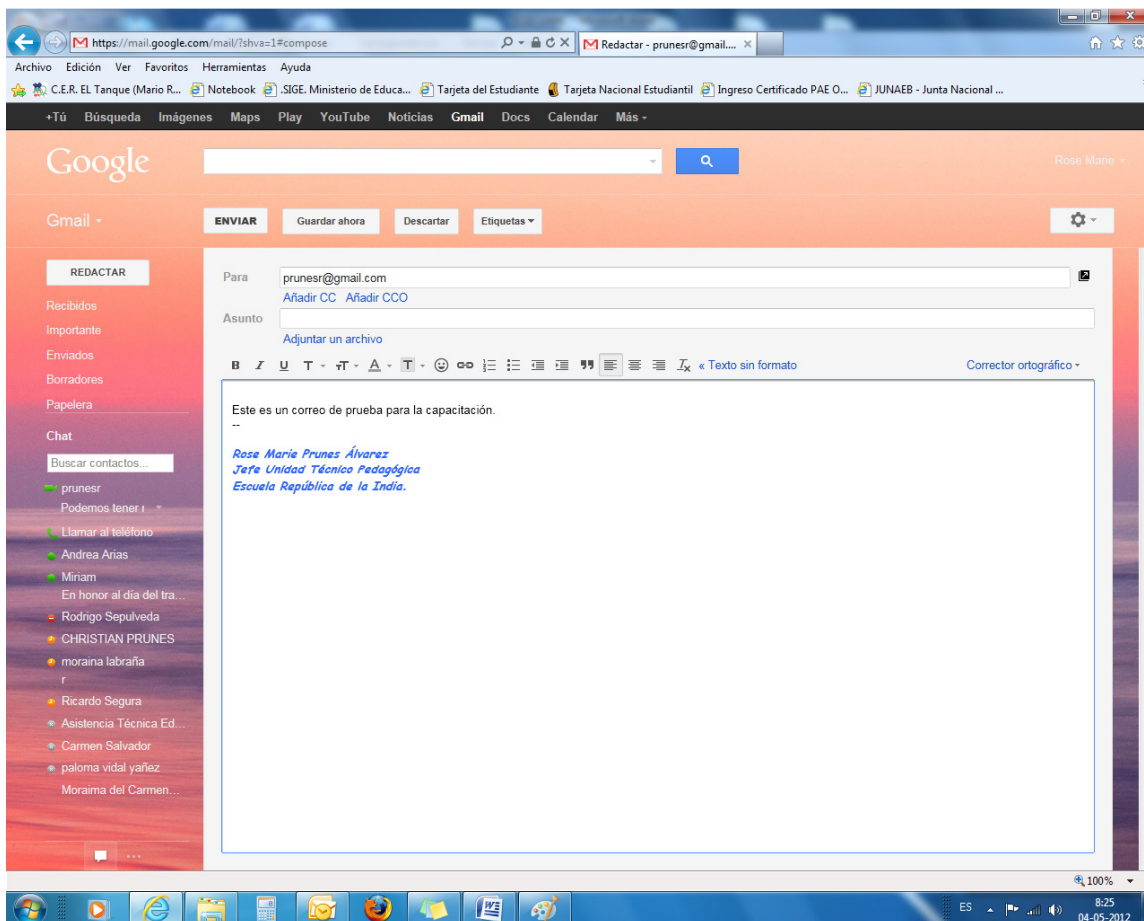 https://mail.google.com/mail/?shva=1#compose
Redactar - prunesr@gmail....
Archivo Edición Ver Favoritos Herramientas Ayuda
C.E.R. EL Tanque (Mario R... Notebook .SIGE. Ministerio de Educa... Tarjeta del Estudiante Tarjeta Nacional Estudiantil Ingreso Certificado PAE O... JUNAEB - Junta Nacional ...
+Tú Búsqueda Imágenes Maps Play YouTube Noticias Gmail Docs Calendar Más
Google
Rose Marie
Gmail
ENVIAR Guardar ahora Descartar Etiquetas
REDACTAR
Recibidos
Importante
Enviados
Borradores
Papelera
Chat
Buscar contactos...
prunesr
Podemos tener
Llamar al teléfono
Andrea Arias
Miriam
En honor al día del tra...
Rodrigo Sepulveda
CHRISTIAN PRUNES
moraina labraña
r
Ricardo Segura
Asistencia Técnica Ed...
Carmen Salvador
paloma vidal yañez
Moraima del Carmen...
Para prunesr@gmail.com
Añadir CC Añadir CCO
Asunto
Adjuntar un archivo
B I U T тT A T « Texto sin formato Corrector ortográfico
Este es un correo de prueba para la capacitación.
--
Rose Marie Prunes Álvarez
Jefe Unidad Técnico Pedagógica
Escuela República de la India.
100%
ES 8:25
04-05-2012